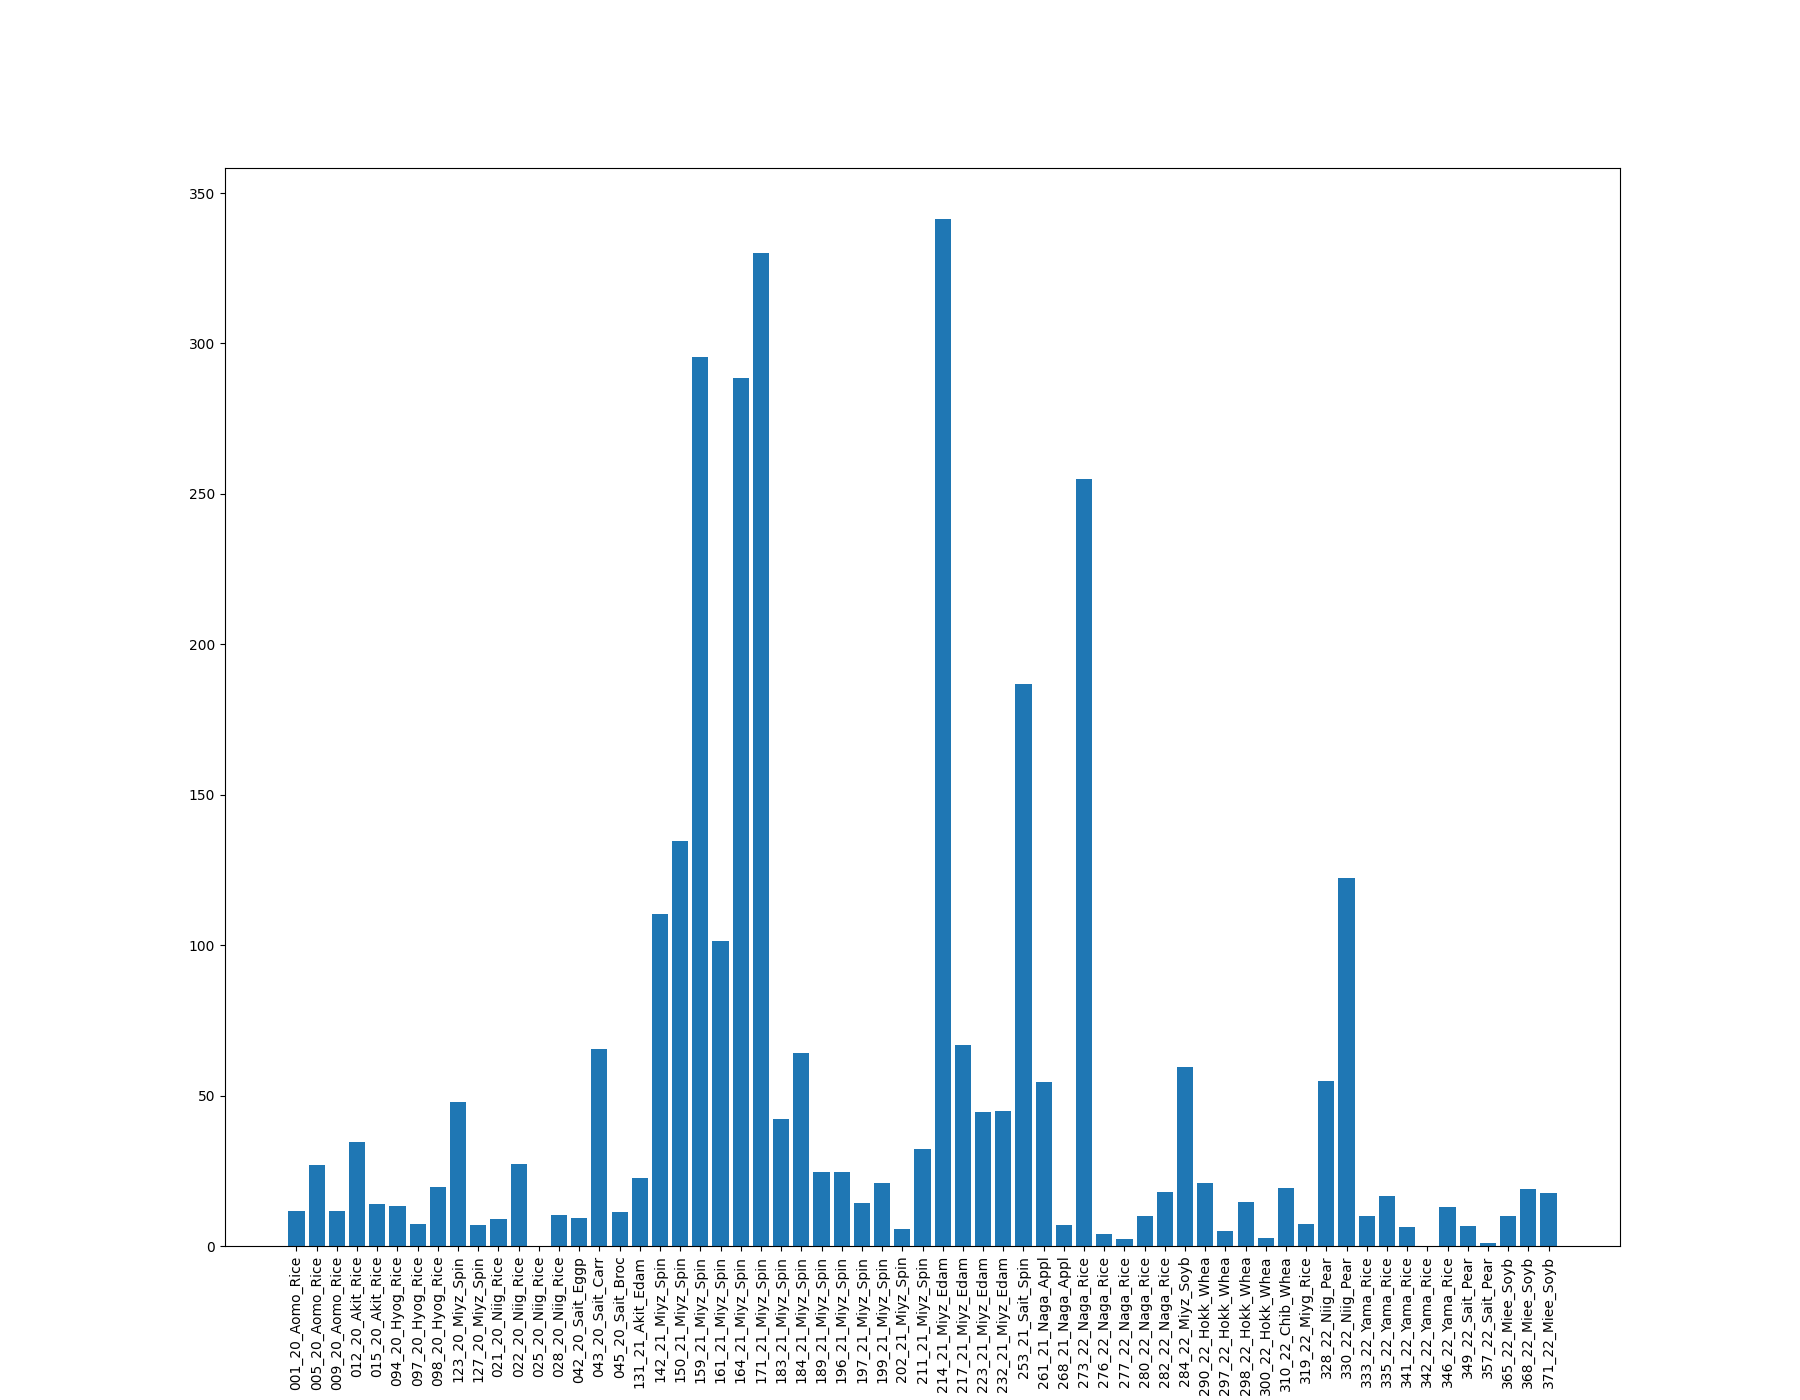 350
300
250
200
150
100
50
0
001_20_Aomo_Rice
005_20_Aomo_Rice
009_20_Aomo_Rice
012_20_Akit_Rice
015_20_Akit_Rice
094_20_Hyog_Rice
097_20_Hyog_Rice
098_20_Hyog_Rice
123_20_Miyz_Spin
127_20_Miyz_Spin
021_20_Niig_Rice
022_20_Niig_Rice
025_20_Niig_Rice
028_20_Niig_Rice
042_20_Sait_Eggp
043_20_Sait_Carr
045_20_Sait_Broc
131_21_Akit_Edam
142_21_Miyz_Spin
150_21_Miyz_Spin
159_21_Miyz_Spin
161_21_Miyz_Spin
164_21_Miyz_Spin
171_21_Miyz_Spin
183_21_Miyz_Spin
184_21_Miyz_Spin
189_21_Miyz_Spin
196_21_Miyz_Spin
197_21_Miyz_Spin
199_21_Miyz_Spin
202_21_Miyz_Spin
211_21_Miyz_Spin
214_21_Miyz_Edam
217_21_Miyz_Edam
223_21_Miyz_Edam
232_21_Miyz_Edam
253_21_Sait_Spin
261_21_Naga_Appl
268_21_Naga_Appl
273_22_Naga_Rice
276_22_Naga_Rice
277_22_Naga_Rice
280_22_Naga_Rice
282_22_Naga_Rice
284_22_Miyz_Soyb
290_22_Hokk_Whea
297_22_Hokk_Whea
298_22_Hokk_Whea
300_22_Hokk_Whea
310_22_Chib_Whea
319_22_Miyg_Rice
328_22_Niig_Pear
330_22_Niig_Pear
333_22_Yama_Rice
335_22_Yama_Rice
341_22_Yama_Rice
342_22_Yama_Rice
346_22_Yama_Rice
349_22_Sait_Pear
357_22_Sait_Pear
365_22_Miee_Soyb
368_22_Miee_Soyb
371_22_Miee_Soyb